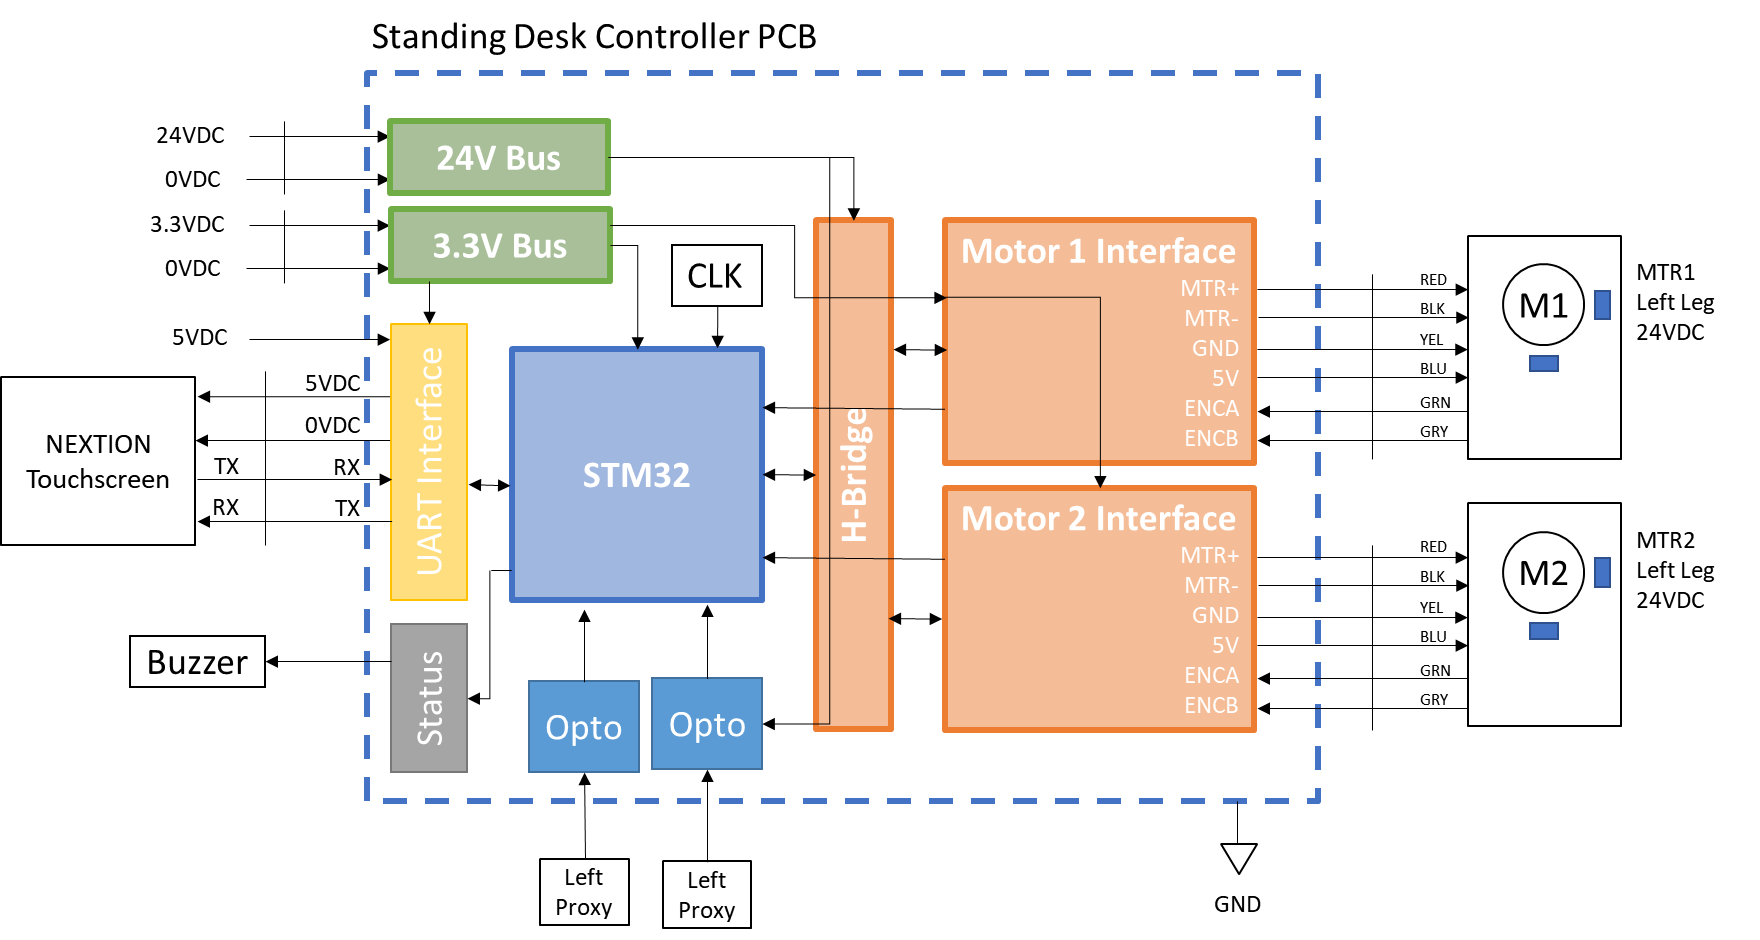 Standing Desk Controller PCB
24VDC
0VDC
3.3VDC
0VDC
5VDC
24V Bus
3.3V Bus
CLK
5VDC
0VDC
TX
RX
RX
TX
NEXTION
Touchscreen
UART Interface
STM32
H-Bridge
Status
Buzzer
Opto
Opto
Left
Proxy
Left
Proxy
Motor 1 Interface
MTR+
MTR-
GND
5V
ENCA
ENCB
RED
BLK
YEL
BLU
GRN
GRY
M1
MTR1
Left Leg
24VDC
Motor 2 Interface
MTR+
MTR-
GND
5V
ENCA
ENCB
RED
BLK
YEL
BLU
GRN
GRY
M2
MTR2
Left Leg
24VDC
GND